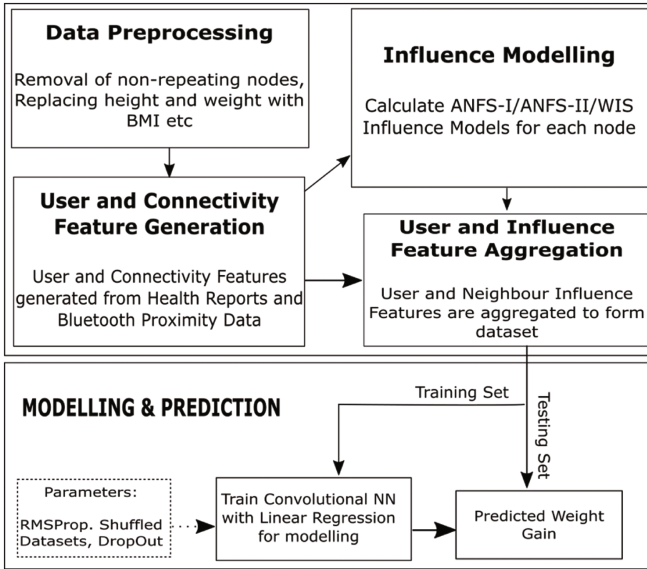 Data Preprocessing
Removal of non-repeating nodes,
Replacing height and weight with
BMI etc
Influence Modelling
Calculate ANFS-I/ANFS-II/WIS
Influence Models for each node
User and Connectivity
Feature Generation
User and Connectivity Features
generated from Health Reports and
Bluetooth Proximity Data
User and Influence
Feature Aggregation
User and Neighbour Influence
Features are aggregated to form
dataset
MODELLING & PREDICTION
Training Set
Testing Set
Parameters:
RMSProp. Shuffled
Datasets, DropOut
Train Convolutional NN
with Linear Regression
for modelling
Predicted Weight
Gain